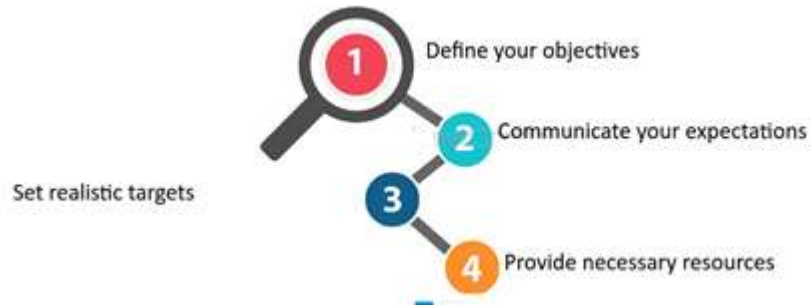 1 Define your objectives
2 Communicate your expectations
Set realistic targets 3
4 Provide necessary resources